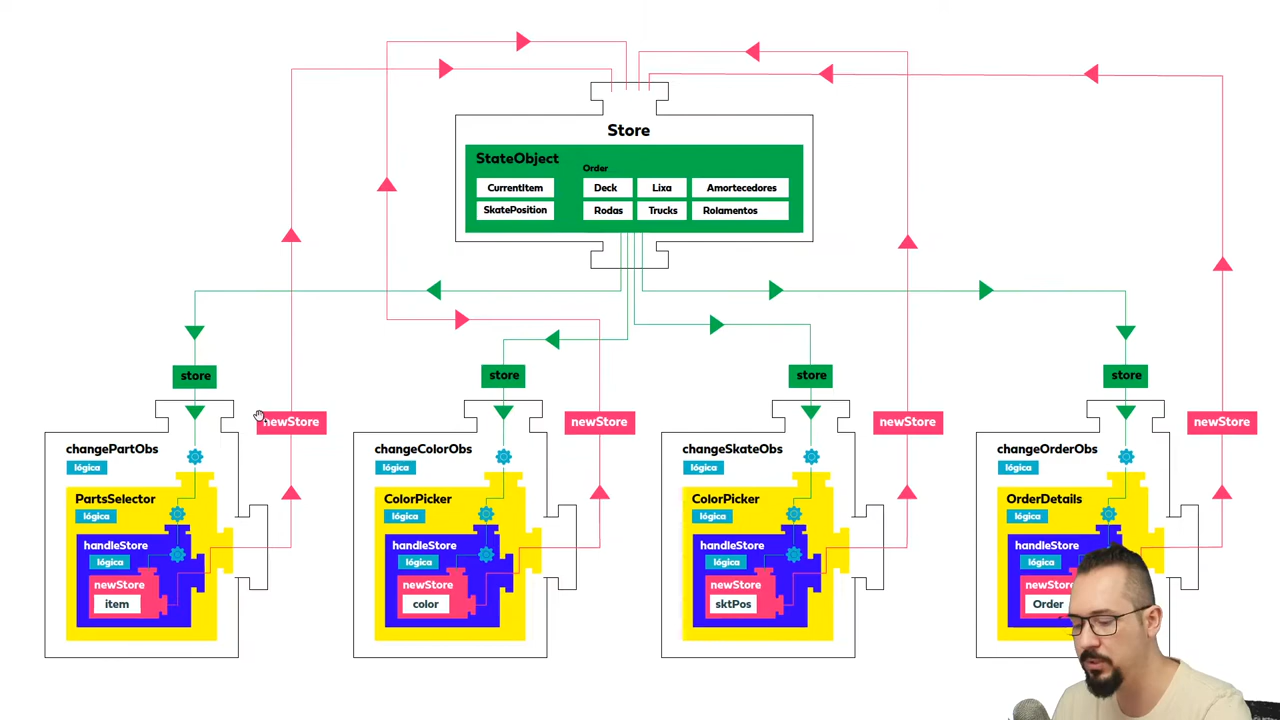 Store
StateObject
Order
CurrentItem
Deck
Lixa
Amortecedores
SkatePosition
Rodas
Trucks
Rolamentos
store
store
store
store
newStore
newStore
newStore
newStore
changePartObs
lógica
PartsSelector
lógica
handleStore
lógica
newStore
item
changeColorObs
lógica
ColorPicker
lógica
handleStore
lógica
newStore
color
changeSkateObs
lógica
ColorPicker
lógica
handleStore
lógica
newStore
sktPos
changeOrderObs
lógica
OrderDetails
lógica
handleStore
lógica
Order